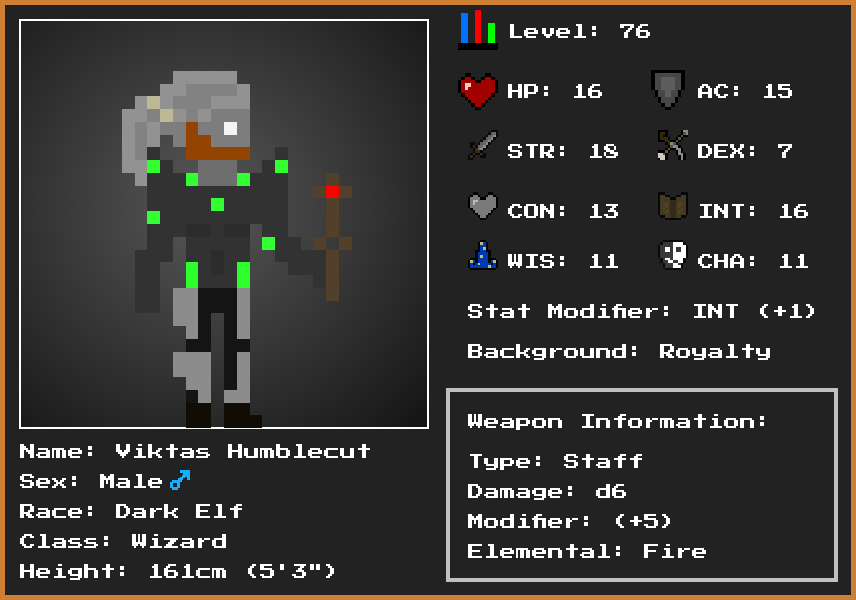 Level: 76
HP: 16
AC: 15
STR: 18
DEX: 7
CON: 13
INT: 16
WIS: 11
CHA: 11
Stat Modifier: INT (+1)
Background: Royalty
Weapon Information:
Type: Staff
Damage: d6
Modifier: (+5)
Elemental: Fire
Name: Viktas Humblecut
Sex: Male♂
Race: Dark Elf
Class: Wizard
Height: 161cm (5'3")